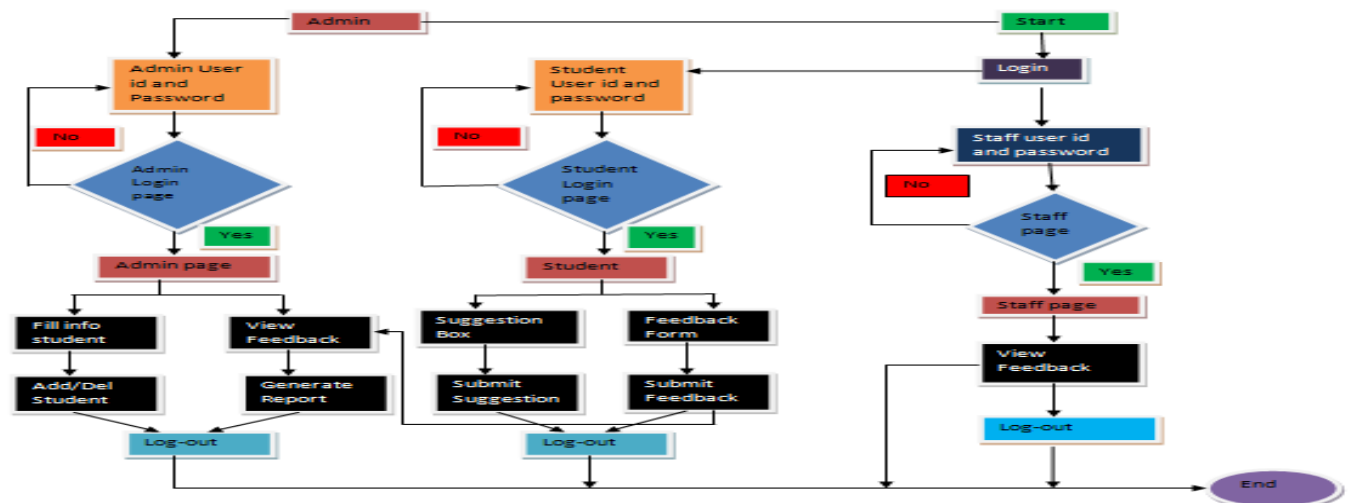 Admin
Start
Admin User
id and
Password
Student
User id and
password
Login
No
No
Staff user id
and password
Admin
Login
page
Student
Login
page
No
Staff
page
Yes
Yes
Admin page
Student
Yes
Staff page
Fill info
student
View
Feedback
Suggestion
Box
Feedback
Form
View
Feedback
Add/Del
Student
Generate
Report
Submit
Suggestion
Submit
Feedback
Log-out
Log-out
Log-out
End